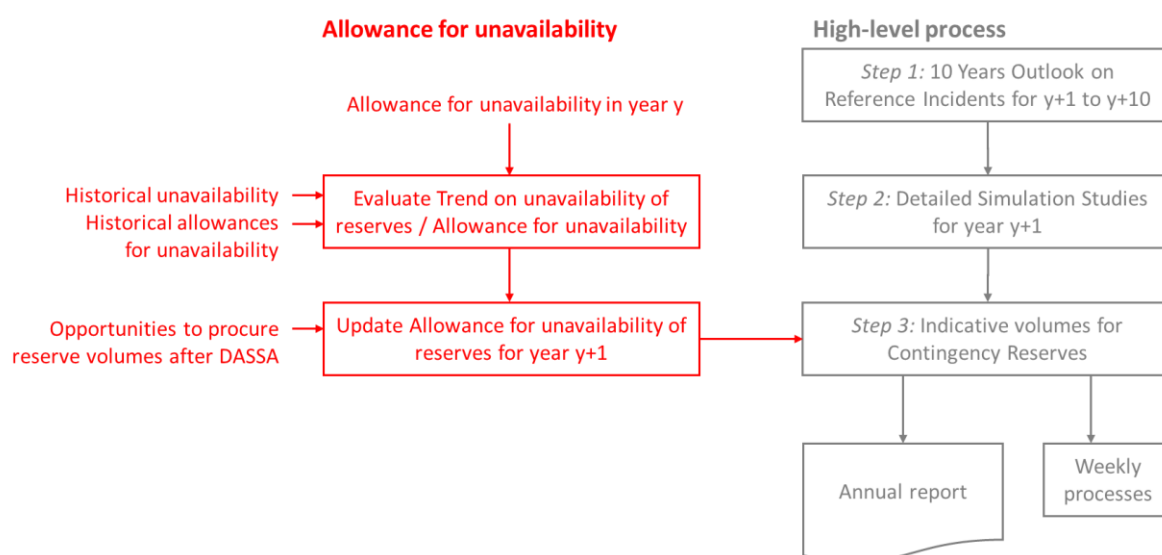 Allowance for unavailability
Allowance for unavailability in year y
Historical unavailability
Historical allowances
for unavailability
Evaluate Trend on unavailability of
reserves / Allowance for unavailability
Opportunities to procure
reserve volumes after DASSA
Update Allowance for unavailability of
reserves for year y+1
High-level process
Step 1: 10 Years Outlook on
Reference Incidents for y+1 to y+10
Step 2: Detailed Simulation Studies
for year y+1
Step 3: Indicative volumes for
Contingency Reserves
Annual report
Weekly
processes